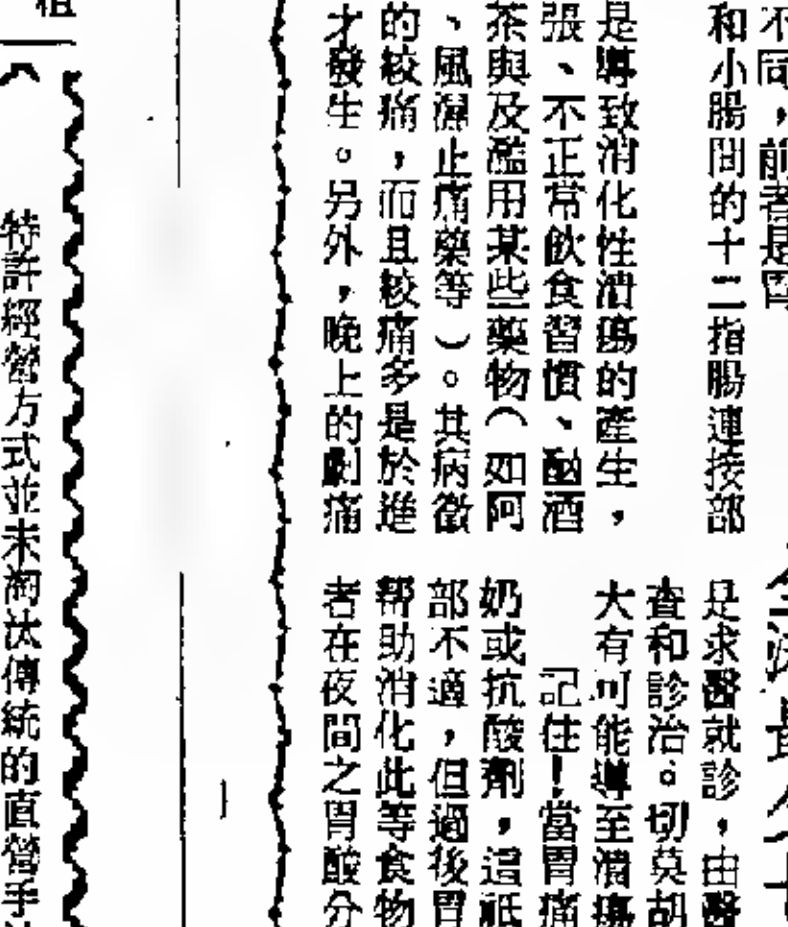 不同，前者是胃
和小腸間的十二指腸連接部
是導致消化性潰瘍的產生，
張、不正常飲食習慣、酗酒
茶與及濫用某些藥物（如阿
、風濕止痛藥等）。其病徵
的絞痛，而且絞痛多是於進
才發生。另外，晚上的劇痛
是求醫就診，由醫
查和診治。切莫胡
大有可能導至潰瘍
記住！當胃痛
奶或抗酸劑，這祇
部不適，但過後胃
幫助消化此等食物
者在夜間之胃酸分
租
特許經營方式並未淘汰傳統的直營手